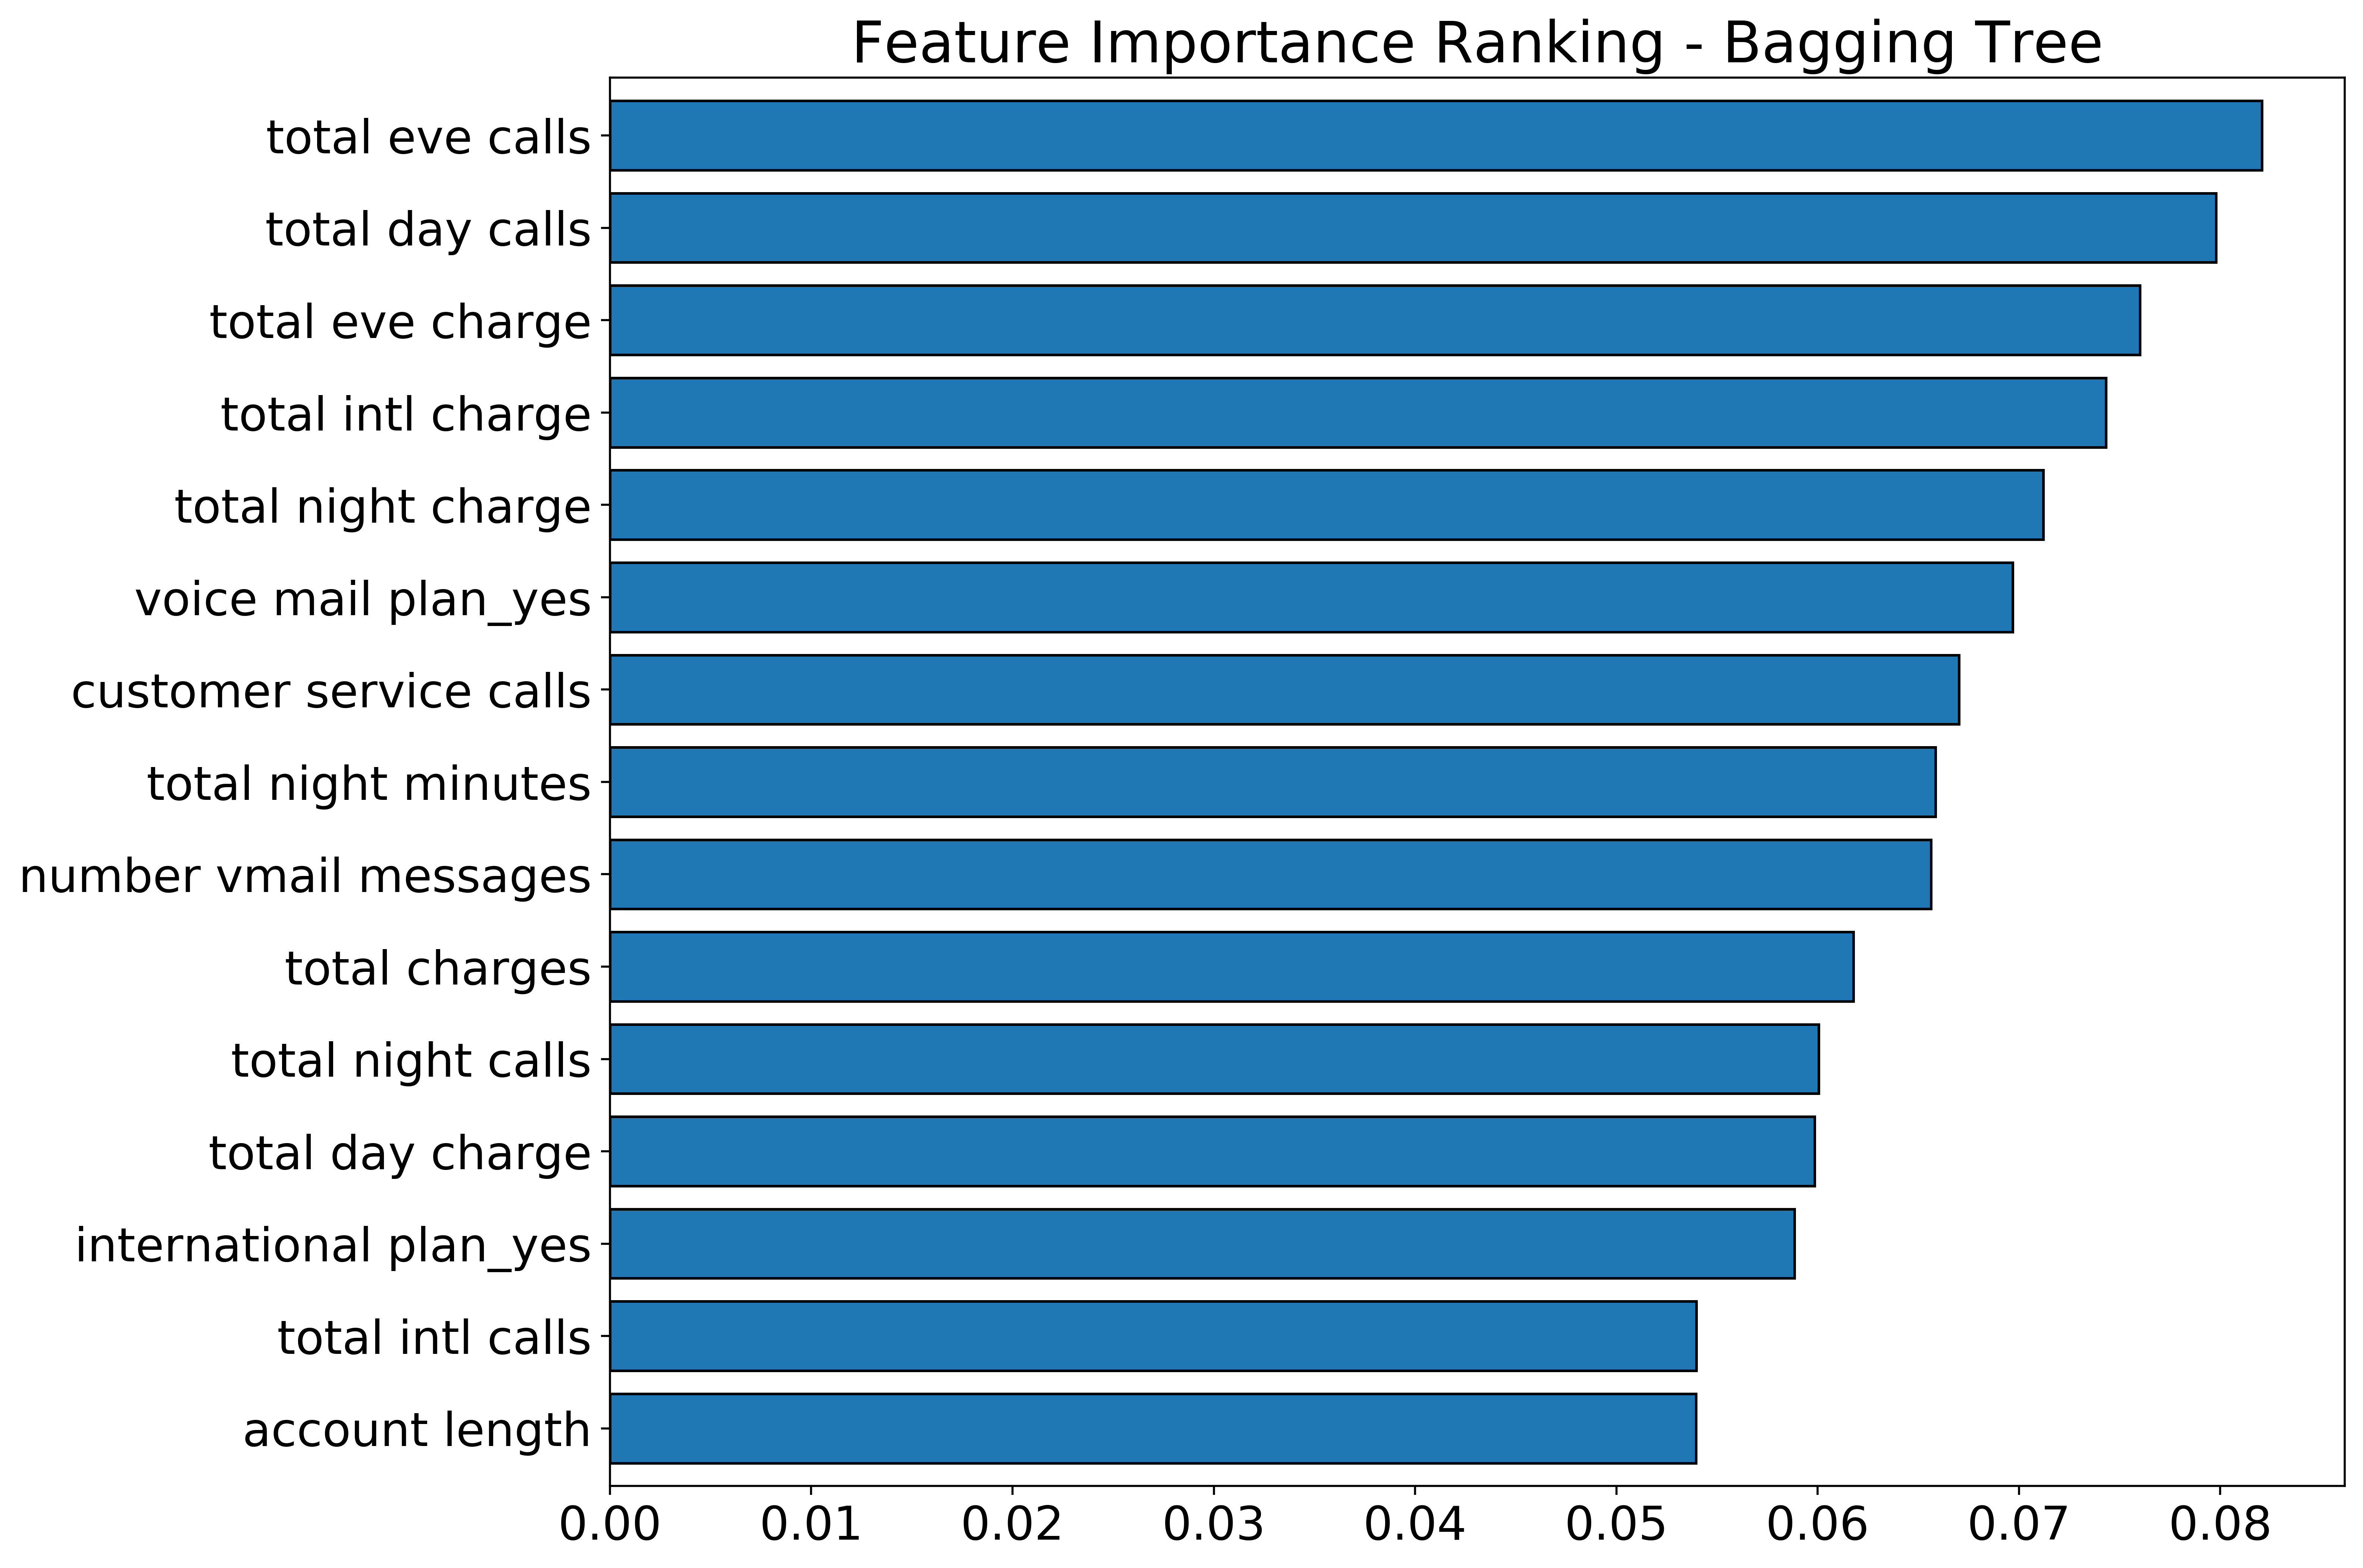 Feature Importance Ranking - Bagging Tree
total eve calls
total day calls
total eve charge
total intl charge
total night charge
voice mail plan_yes
customer service calls
total night minutes
number vmail messages
total charges
total night calls
total day charge
international plan_yes
total intl calls
account length
0.00 0.01 0.02 0.03 0.04 0.05 0.06 0.07 0.08